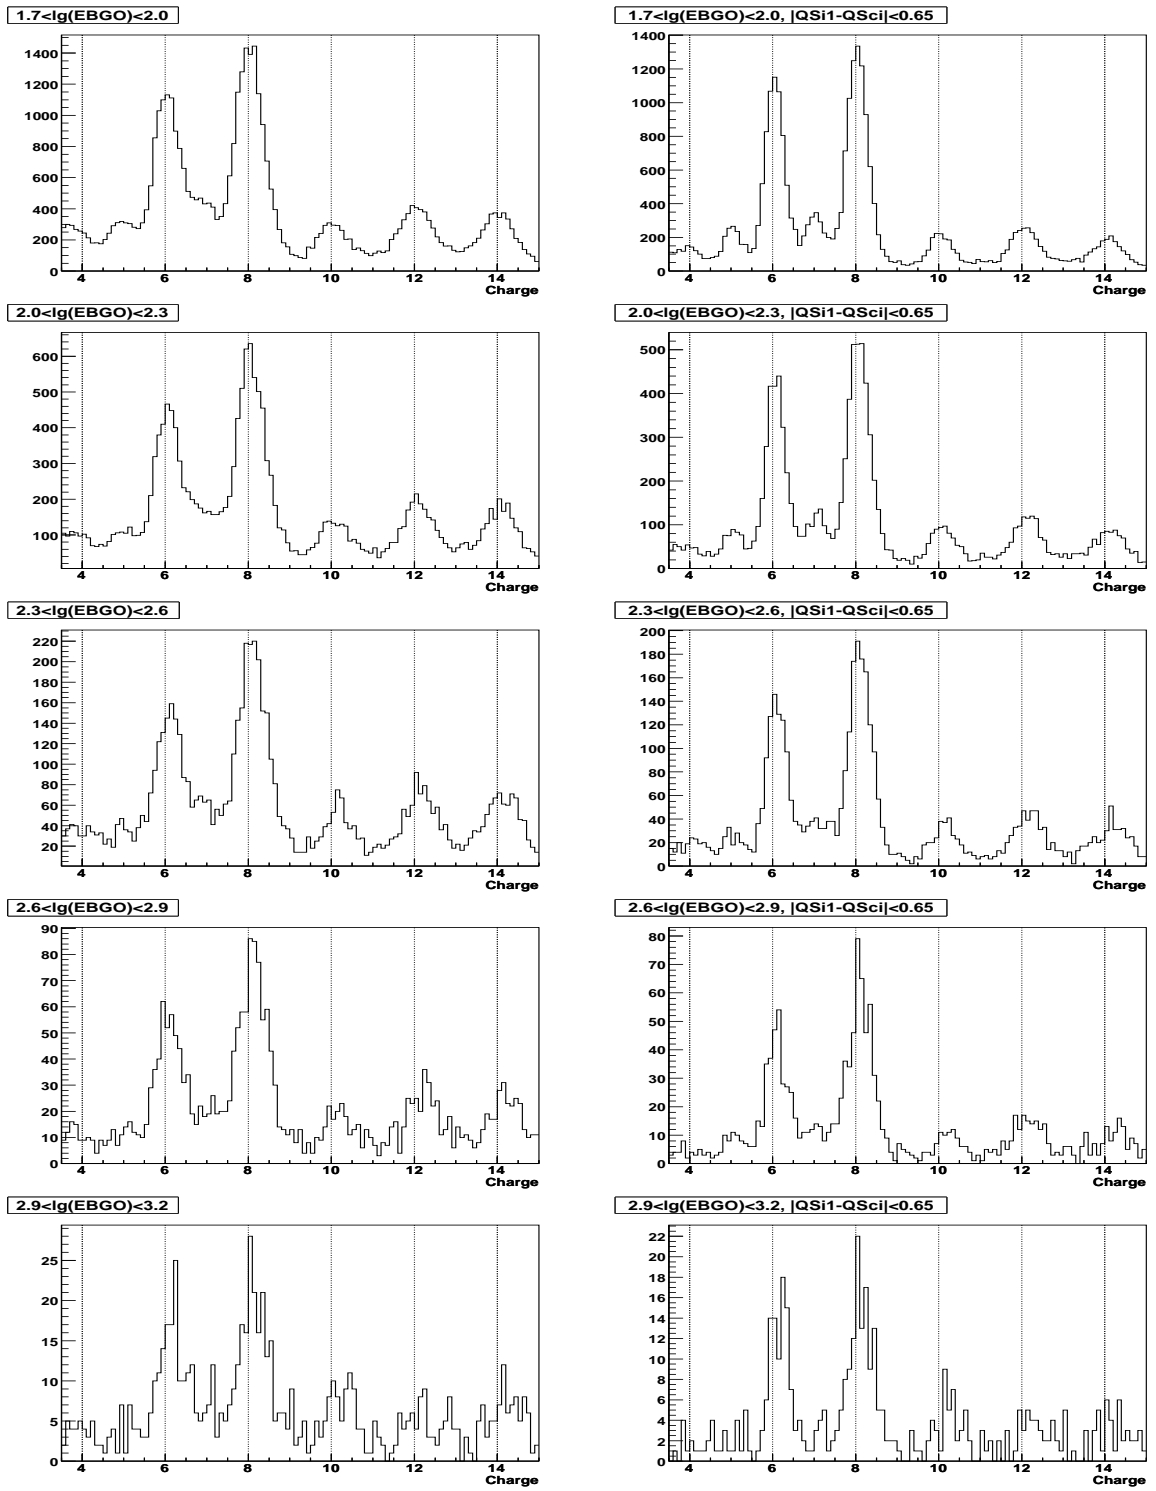 1.7<lg(EBGO)<2.0
1400
1200
1000
800
600
400
200
0
4 6 8 10 12 14
Charge
1.7<lg(EBGO)<2.0, |QSi1-QSci|<0.65
1400
1200
1000
800
600
400
200
0
4 6 8 10 12 14
Charge
2.0<lg(EBGO)<2.3
600
500
400
300
200
100
4 6 8 10 12 14
Charge
2.0<lg(EBGO)<2.3, |QSi1-QSci|<0.65
500
400
300
200
100
0
4 6 8 10 12 14
Charge
2.3<lg(EBGO)<2.6
220
200
180
160
140
120
100
80
60
40
20
4 6 8 10 12 14
Charge
2.3<lg(EBGO)<2.6, |QSi1-QSci|<0.65
200
180
160
140
120
100
80
60
40
20
0
4 6 8 10 12 14
Charge
2.6<lg(EBGO)<2.9
90
80
70
60
50
40
30
20
10
0
4 6 8 10 12 14
Charge
2.6<lg(EBGO)<2.9, |QSi1-QSci|<0.65
80
70
60
50
40
30
20
10
0
4 6 8 10 12 14
Charge
2.9<lg(EBGO)<3.2
25
20
15
10
5
0
4 6 8 10 12 14
Charge
2.9<lg(EBGO)<3.2, |QSi1-QSci|<0.65
22
20
18
16
14
12
10
8
6
4
2
0
4 6 8 10 12 14
Charge